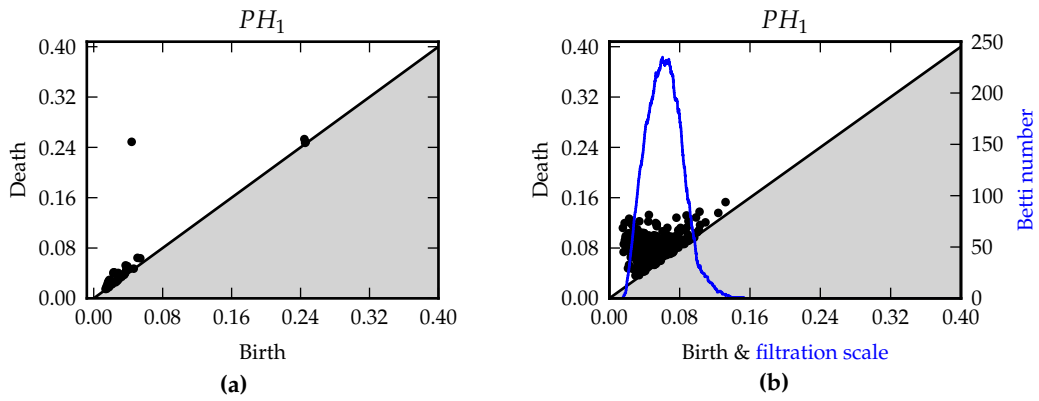 PH1
Death
0.40
0.32
0.24
0.16
0.08
0.00
0.00 0.08 0.16 0.24 0.32 0.40
Birth
(a)
PH1
Death
0.40
0.32
0.24
0.16
0.08
0.00
250
200
150
100
50
0
Betti number
0.00 0.08 0.16 0.24 0.32 0.40
Birth & filtration scale
(b)